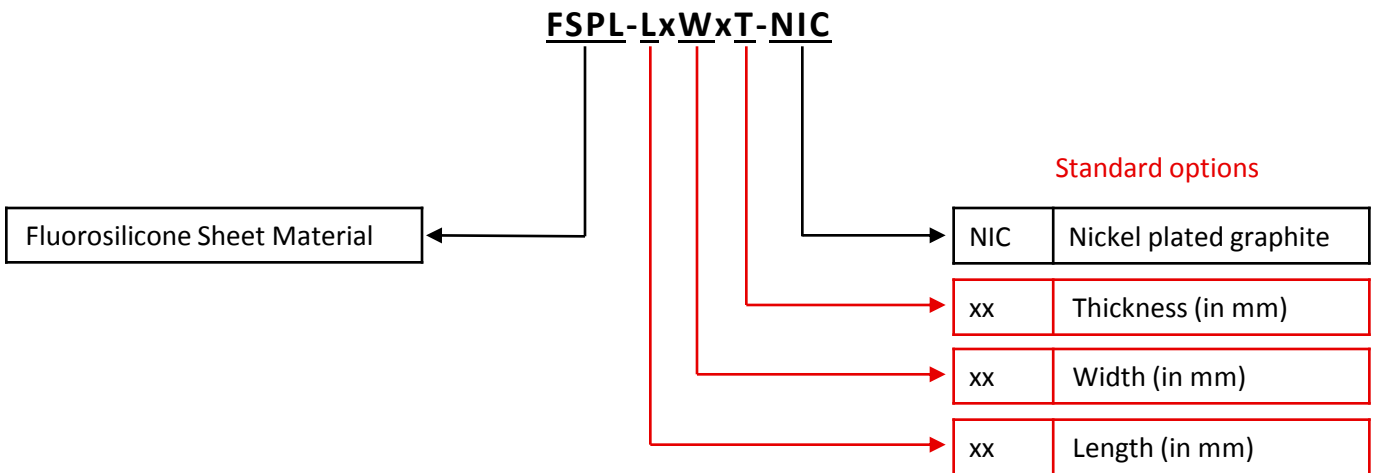 FSPL-LxWxT-NIC
Standard options
Fluorosilicone Sheet Material
NIC Nickel plated graphite
xx Thickness (in mm)
xx Width (in mm)
xx Length (in mm)